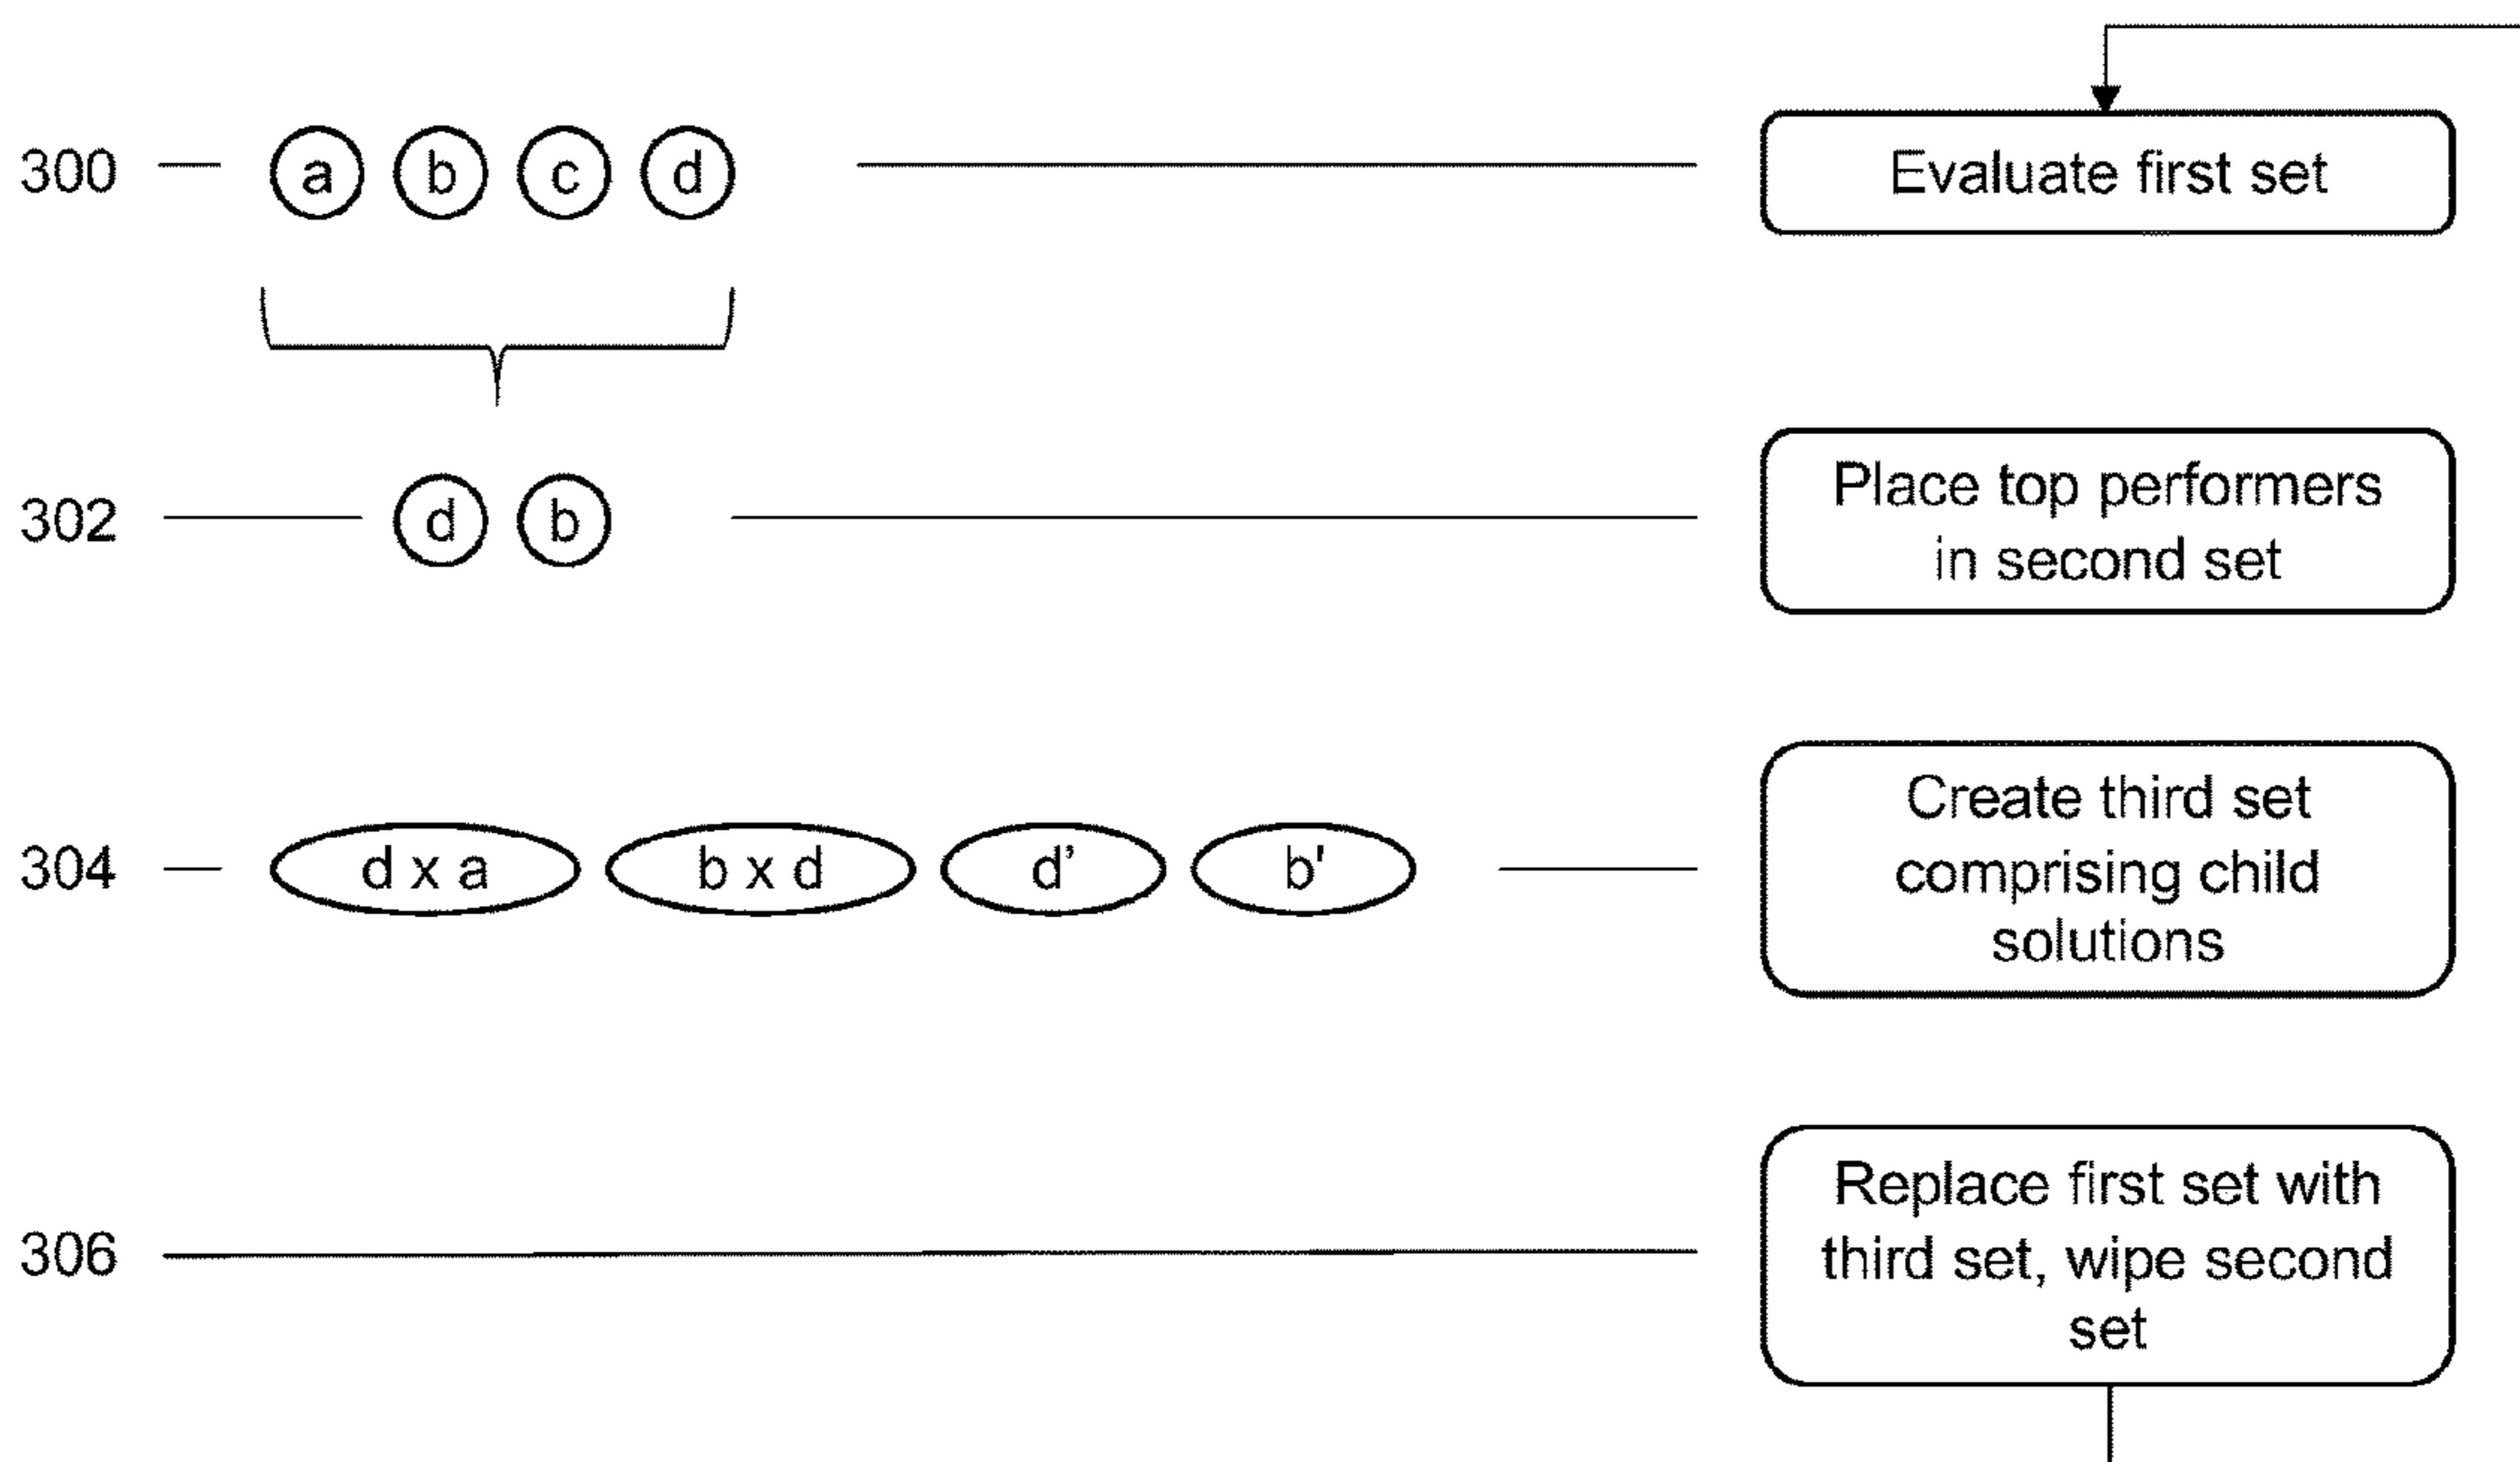 300 a b c d Evaluate first set
302 d b Place top performers
in second set
304 d x a b x d d’ b' Create third set
comprising child
solutions
306 Replace first set with
third set, wipe second
set